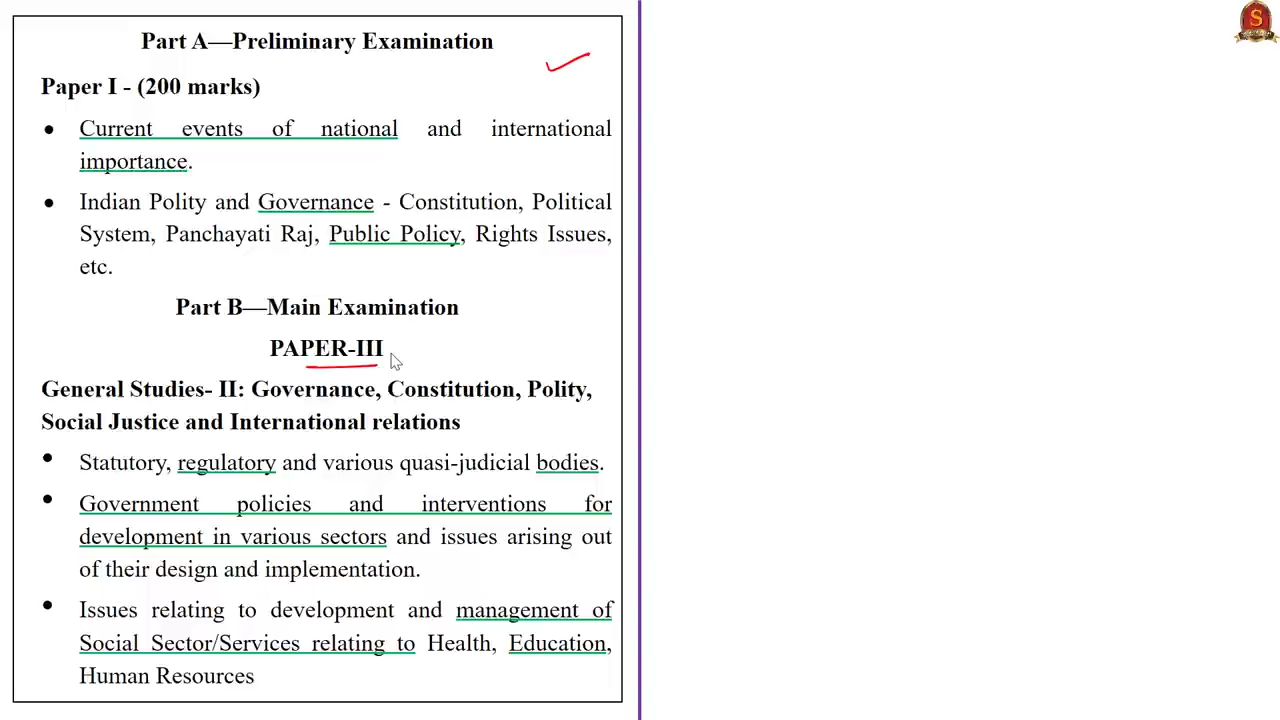 Part A—Preliminary Examination
Paper I - (200 marks)
• Current events of national and international
importance.
• Indian Polity and Governance - Constitution, Political
System, Panchayati Raj, Public Policy, Rights Issues,
etc.
Part B—Main Examination
PAPER-III
General Studies- II: Governance, Constitution, Polity,
Social Justice and International relations
• Statutory, regulatory and various quasi-judicial bodies.
• Government policies and interventions for
development in various sectors and issues arising out
of their design and implementation.
• Issues relating to development and management of
Social Sector/Services relating to Health, Education,
Human Resources
S